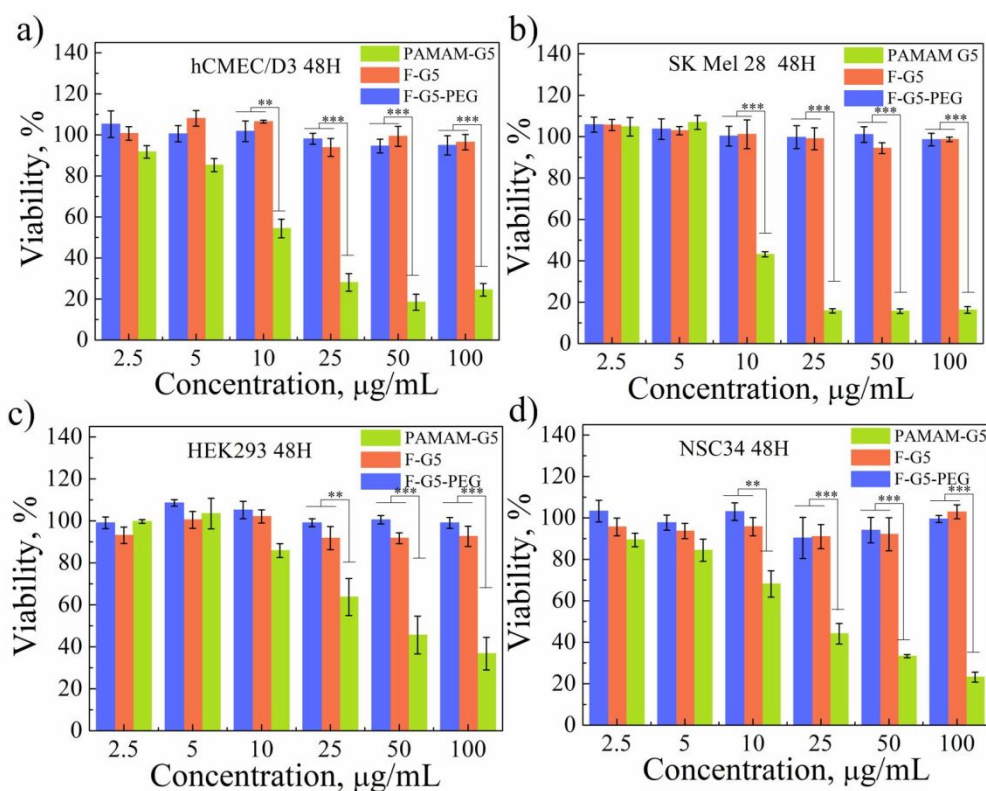 a)
140
120
100
80
60
40
20
0
Viability, %
hCMEC/D3 48H
PAMAM-G5
F-G5
F-G5-PEG
**
***
***
***
2.5 5 10 25 50 100
Concentration, µg/mL
b)
140
120
100
80
60
40
20
0
Viability, %
SK Mel 28 48H
PAMAM G5
F-G5
F-G5-PEG
***
***
***
***
2.5 5 10 25 50 100
Concentration, µg/mL
c)
140
120
100
80
60
40
20
0
Viability, %
HEK293 48H
PAMAM-G5
F-G5
F-G5-PEG
**
***
***
2.5 5 10 25 50 100
Concentration, µg/mL
d)
140
120
100
80
60
40
20
0
Viability, %
NSC34 48H
PAMAM-G5
F-G5
F-G5-PEG
**
***
***
***
2.5 5 10 25 50 100
Concentration, µg/mL